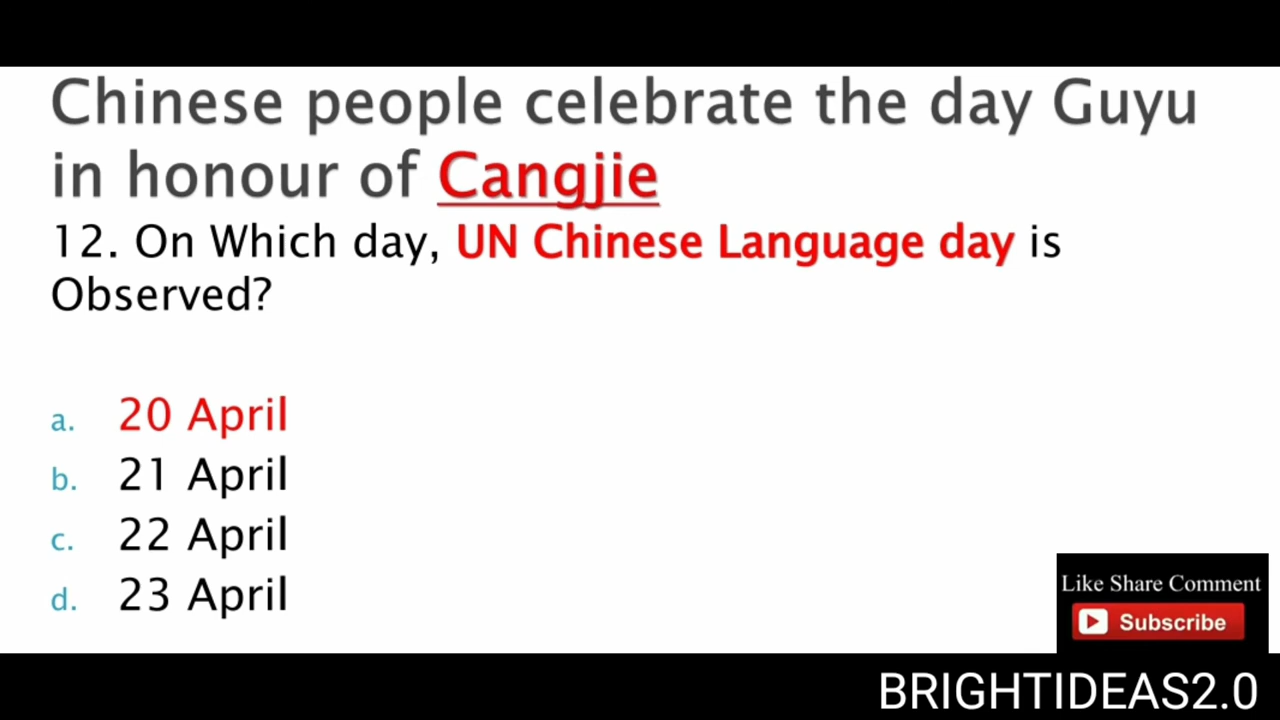 Chinese people celebrate the day Guyu
in honour of Cangjie
12. On Which day, UN Chinese Language day is
Observed?
a. 20 April
b. 21 April
c. 22 April
d. 23 April
Like Share Comment
Subscribe
BRIGHTIDEAS2.0